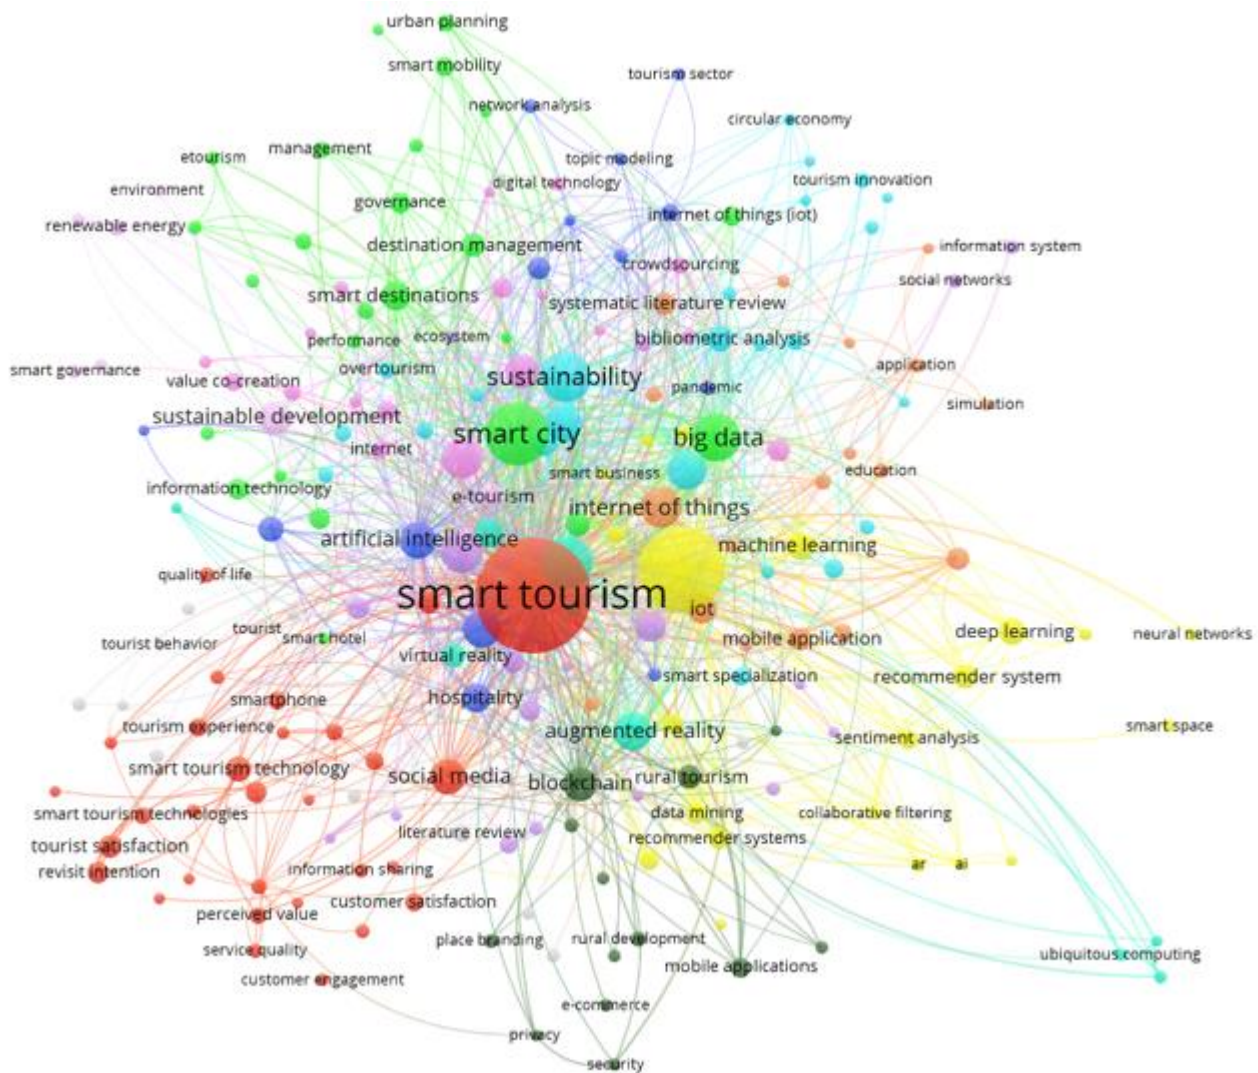 urban planning
smart mobility
tourism sector
network analysis
circular economy
management
etourism
topic modeling
digital technology
tourism innovation
environment
governance
renewable energy
internet of things (iot)
destination management
information system
crowdsourcing
social networks
smart destinations
systematic literature review
ecosystem
performance
bibliometric analysis
overtourism
smart governance
value co-creation
sustainability
pandemic
application
simulation
sustainable development
smart city
big data
internet
smart business
education
information technology
e-tourism
internet of things
artificial intelligence
machine learning
quality of life
smart tourism
iot
tourist
smart hotel
tourist behavior
mobile application
deep learning
neural networks
virtual reality
smart specialization
recommender system
smartphone
hospitality
tourism experience
augmented reality
sentiment analysis
smart space
smart tourism technology
social media
blockchain
rural tourism
smart tourism technologies
data mining
collaborative filtering
literature review
recommender systems
tourist satisfaction
revisit intention
information sharing
ar
ai
customer satisfaction
perceived value
place branding
rural development
service quality
mobile applications
ubiquitous computing
customer engagement
e-commerce
privacy
security